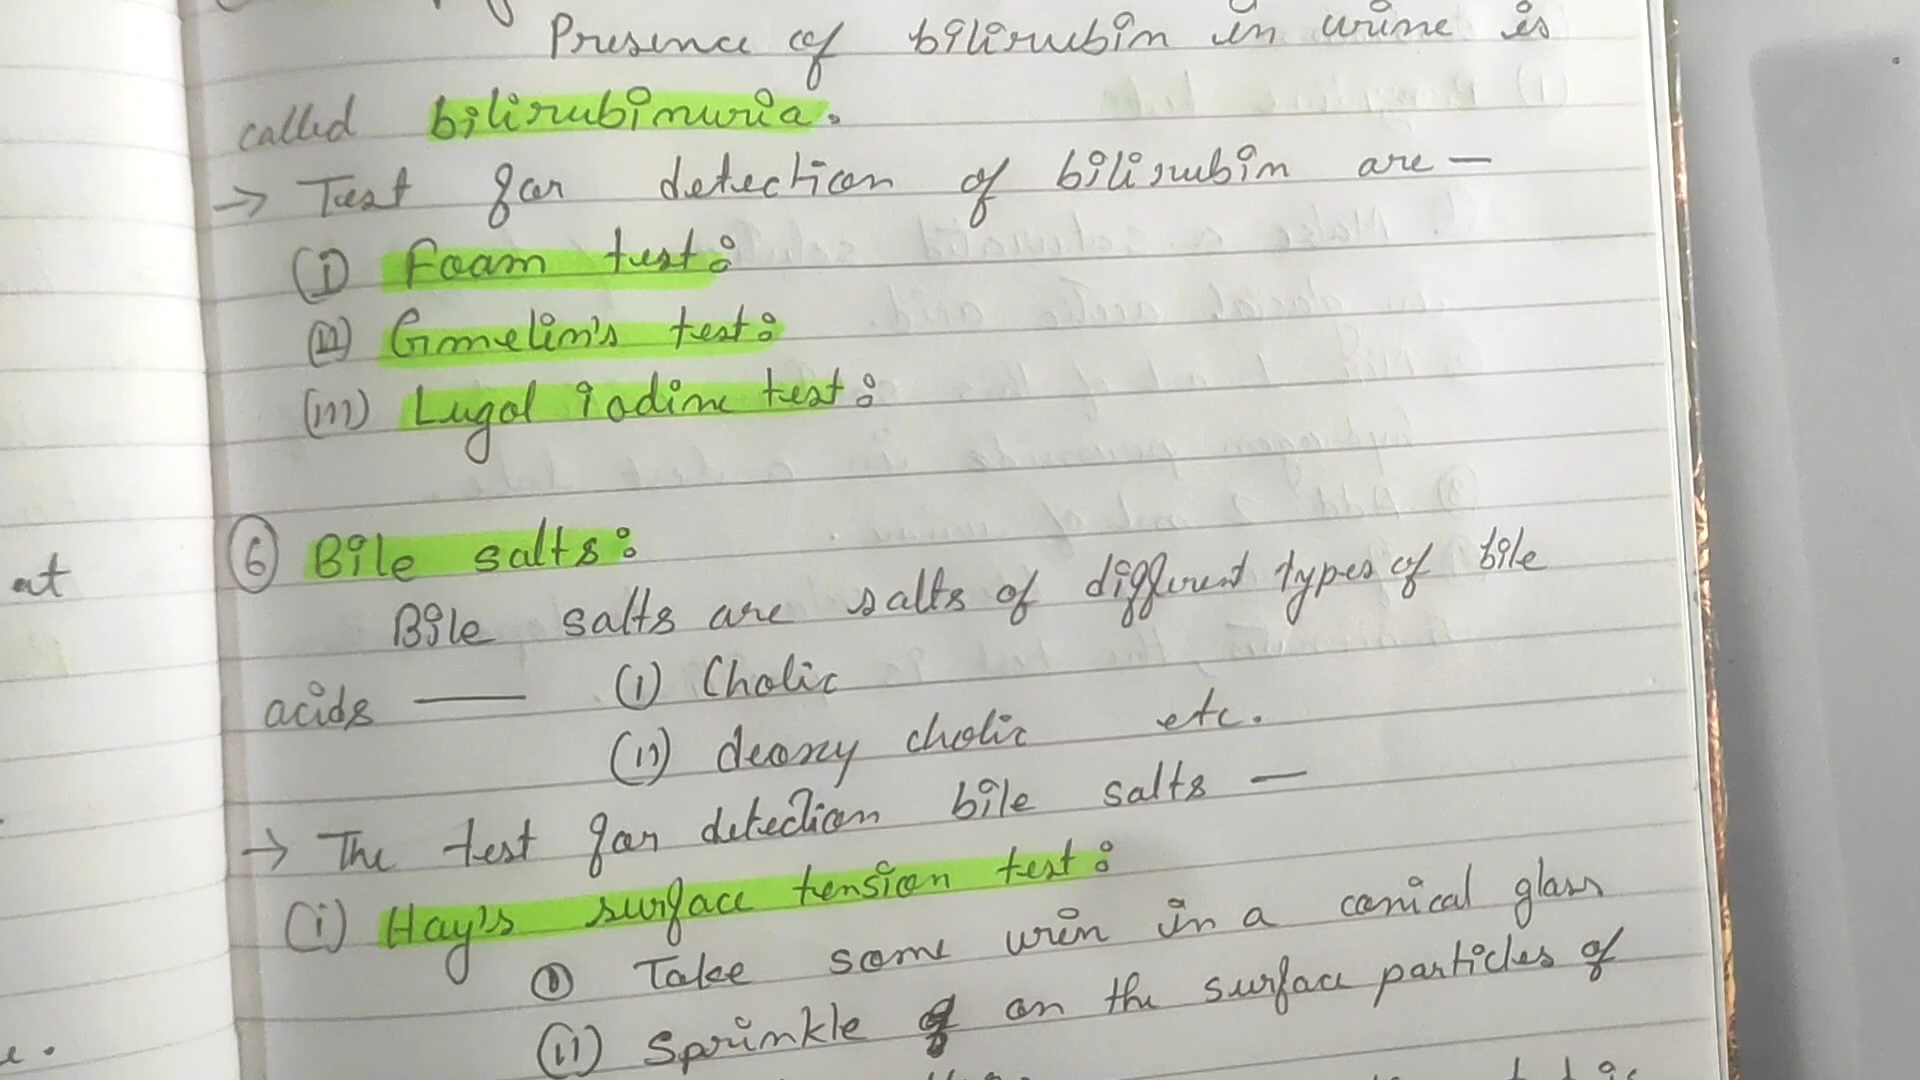 Presence of bilirubin in urine is
called bilirubinuria.
→ Test for detection of bilirubin are —
(i) Foam test:
(ii) Gmelin's test:
(iii) Lugol iodine test:
6 Bile salts:
Bile salts are salts of different types of bile
acids — (i) Cholic
(ii) deoxy cholic etc.
→ The test for detection bile salts —
(i) Hay's surface tension test:
(i) Take some urin in a conical glass
(ii) Sprinkle on the surface particles of
at